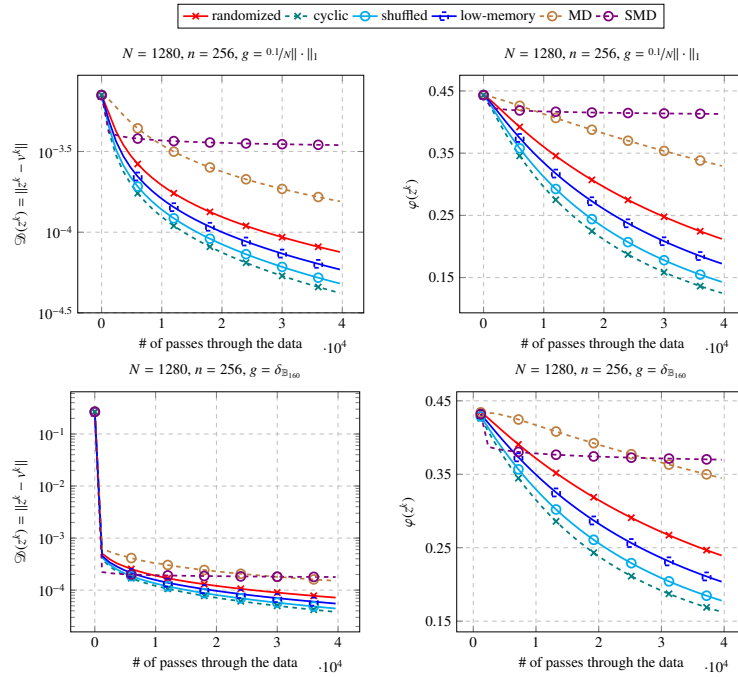 randomized cyclic shuffled low-memory MD SMD
N = 1280, n = 256, g = 0.1/N‖ · ‖₁
N = 1280, n = 256, g = 0.1/N‖ · ‖₁
10^−3.5
10^−4
10^−4.5
𝒟(z^k) = ‖z^k − v^k‖
0 1 2 3 4
·10^4
# of passes through the data
0.45
0.35
0.25
0.15
φ(z^k)
0 1 2 3 4
·10^4
# of passes through the data
N = 1280, n = 256, g = δ_𝔹160
N = 1280, n = 256, g = δ_𝔹160
10^−1
10^−2
10^−3
10^−4
𝒟(z^k) = ‖z^k − v^k‖
0 1 2 3 4
·10^4
# of passes through the data
0.45
0.35
0.25
0.15
φ(z^k)
0 1 2 3 4
·10^4
# of passes through the data